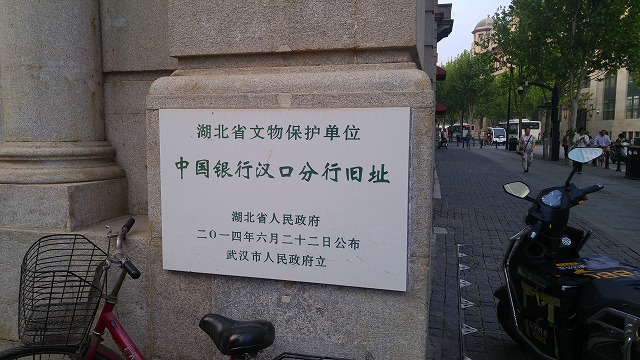 湖北省文物保护单位
中国银行汉口分行旧址
湖北省人民政府
二〇一四年六月二十二日公布
武汉市人民政府立